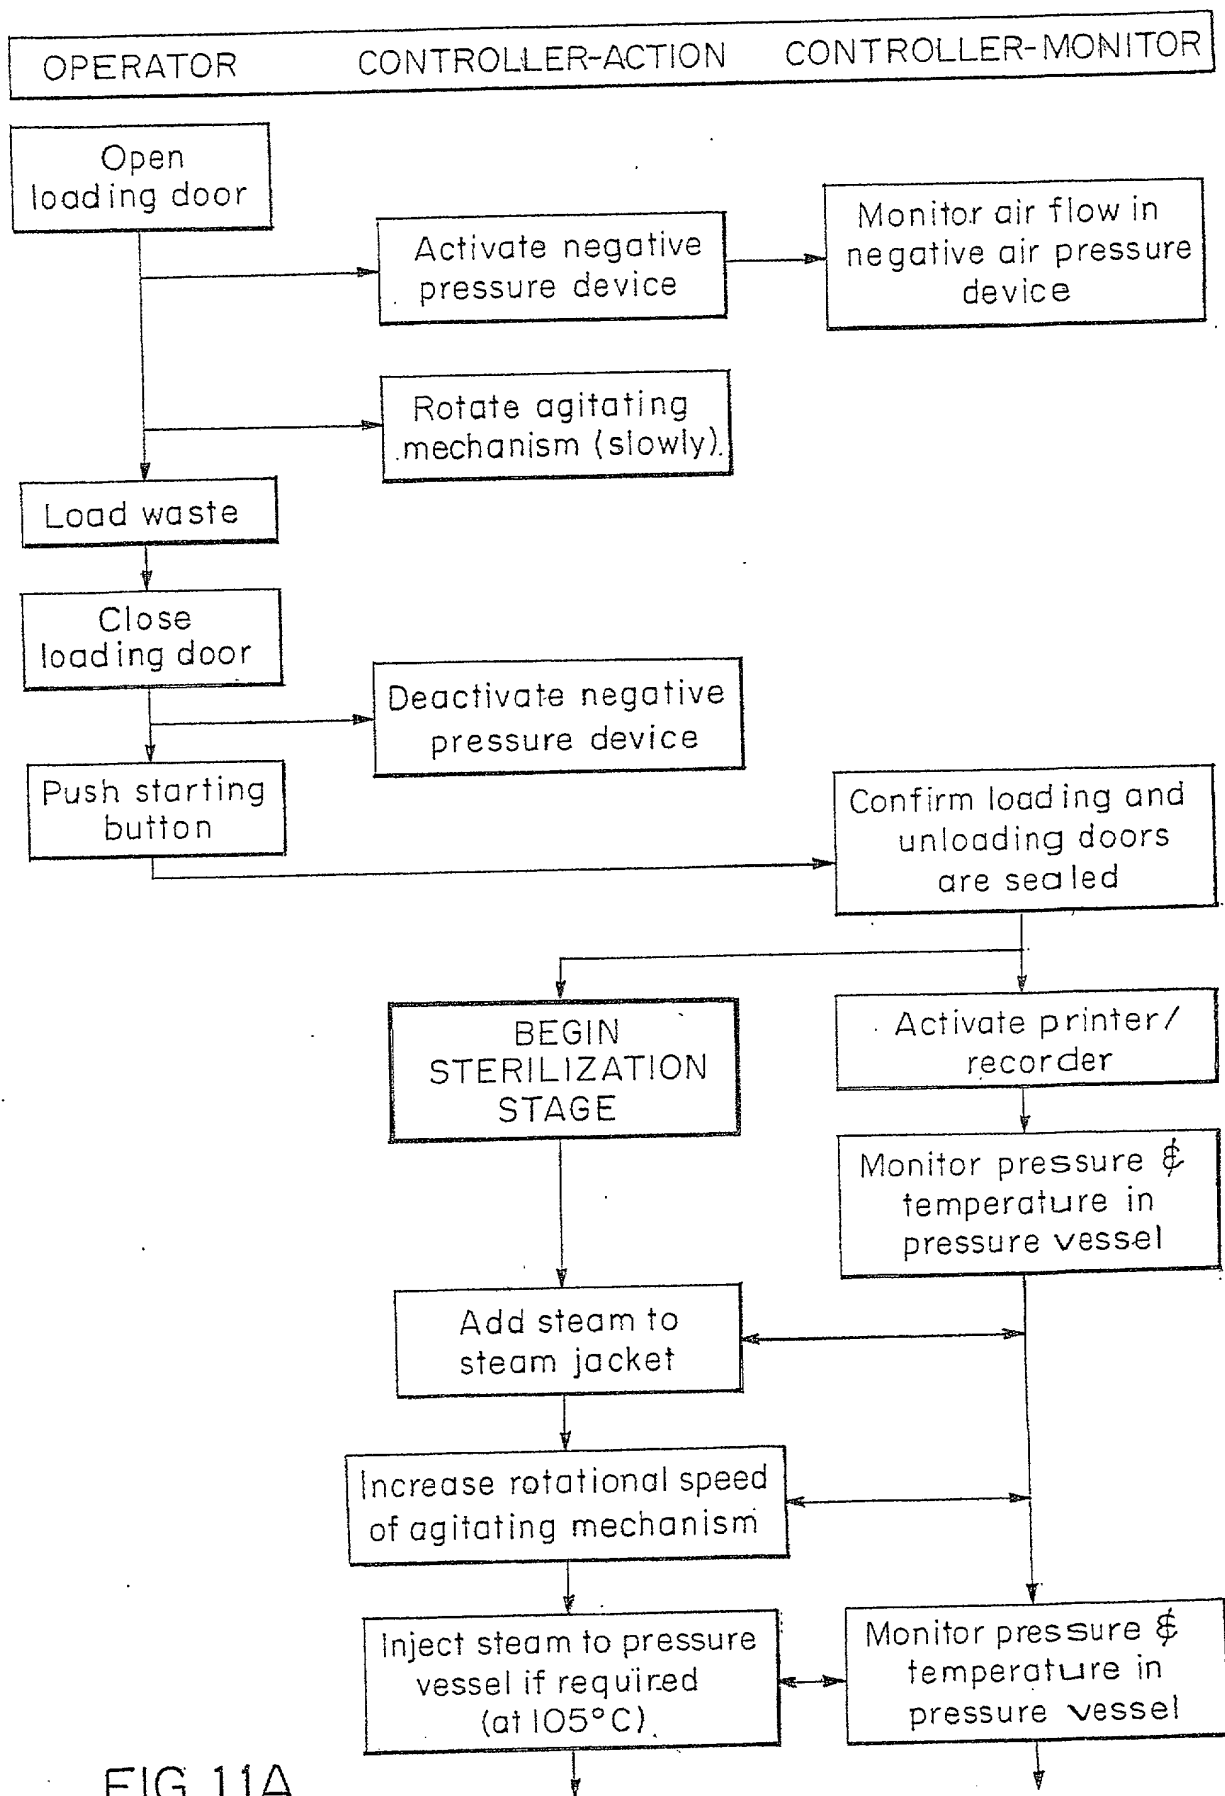 OPERATOR CONTROLLER-ACTION CONTROLLER-MONITOR
Open
loading door
Activate negative
pressure device
Monitor air flow in
negative air pressure
device
Rotate agitating
mechanism (slowly).
Load waste
Close
loading door
Deactivate negative
pressure device
Push starting
button
Confirm loading and
unloading doors
are sealed
BEGIN
STERILIZATION
STAGE
Activate printer/
recorder
Monitor pressure &
temperature in
pressure vessel
Add steam to
steam jacket
Increase rotational speed
of agitating mechanism
Inject steam to pressure
vessel if required
(at 105°C).
Monitor pressure &
temperature in
pressure vessel
FIG. 11A